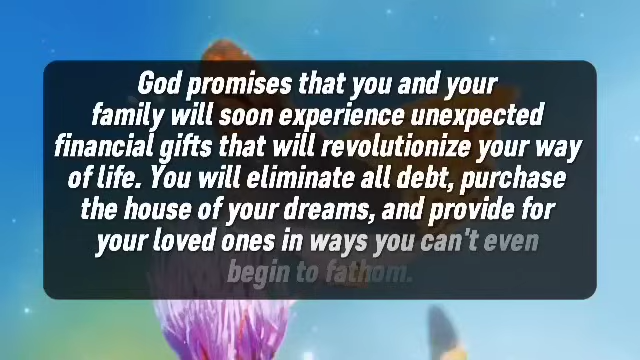 God promises that you and your
family will soon experience unexpected
financial gifts that will revolutionize your way
of life. You will eliminate all debt, purchase
the house of your dreams, and provide for
your loved ones in ways you can't even
begin to fathom.